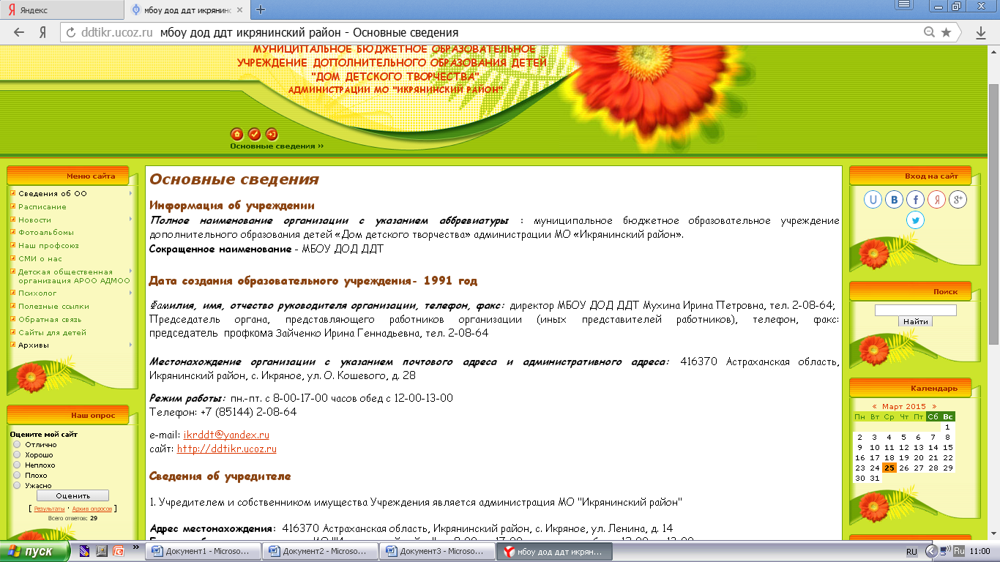 Яндекс
мбоу дод ддт икрянинс
ddtikr.ucoz.ru мбоу дод ддт икрянинский район - Основные сведения
МУНИЦИПАЛЬНОЕ БЮДЖЕТНОЕ ОБРАЗОВАТЕЛЬНОЕ
УЧРЕЖДЕНИЕ ДОПОЛНИТЕЛЬНОГО ОБРАЗОВАНИЯ ДЕТЕЙ
"ДОМ ДЕТСКОГО ТВОРЧЕСТВА"
АДМИНИСТРАЦИИ МО "ИКРЯНИНСКИЙ РАЙОН"
Основные сведения »
Меню сайта
Сведения об ОО
Расписание
Новости
Фотоальбомы
Наш профсоюз
СМИ о нас
Детская общественная
организация АРОО АДМОО
Психолог
Полезные ссылки
Обратная связь
Сайты для детей
Архивы
Наш опрос
Оцените мой сайт
Отлично
Хорошо
Неплохо
Плохо
Ужасно
Оценить
[ Результаты · Архив опросов ]
Всего ответов: 29
Основные сведения
Информация об учреждении
Полное наименование организации с указанием аббревиатуры : муниципальное бюджетное образовательное учреждение
дополнительного образования детей «Дом детского творчества» администрации МО «Икрянинский район».
Сокращенное наименование - МБОУ ДОД ДДТ
Дата создания образовательного учреждения- 1991 год
Фамилия, имя, отчество руководителя организации, телефон, факс: директор МБОУ ДОД ДДТ Мухина Ирина Петровна, тел. 2-08-64;
Председатель органа, представляющего работников организации (иных представителей работников), телефон, факс:
председатель профкома Зайченко Ирина Геннадьевна, тел. 2-08-64
Местонахождение организации с указанием почтового адреса и административного адреса: 416370 Астраханская область,
Икрянинский район, с. Икряное, ул. О. Кошевого, д. 28
Режим работы: пн.-пт. с 8-00-17-00 часов обед с 12-00-13-00
Телефон: +7 (85144) 2-08-64
e-mail: ikrddt@yandex.ru
сайт: http://ddtikr.ucoz.ru
Сведения об учредителе
1. Учредителем и собственником имущества Учреждения является администрация МО "Икрянинский район"
Адрес местонахождения: 416370 Астраханская область, Икрянинский район, с. Икряное, ул. Ленина, д. 14
Вход на сайт
Поиск
Найти
Календарь
« Март 2015 »
Пн Вт Ср Чт Пт Сб Вс
1
2 3 4 5 6 7 8
9 10 11 12 13 14 15
16 17 18 19 20 21 22
23 24 25 26 27 28 29
30 31
пуск
Документ1 - Microso...
Документ2 - Microso...
Документ3 - Microso...
мбоу дод ддт икрян...
RU
Ru
11:00